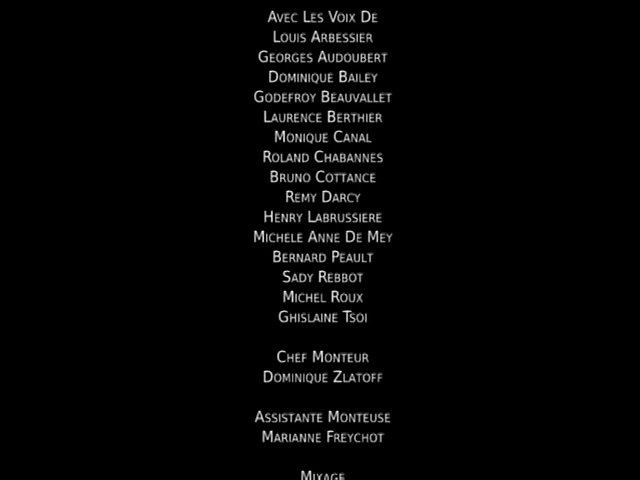 Avec Les Voix De
Louis Arbessier
Georges Audoubert
Dominique Bailey
Godefroy Beauvallet
Laurence Berthier
Monique Canal
Roland Chabannes
Bruno Cottance
Remy Darcy
Henry Labrussiere
Michele Anne De Mey
Bernard Peault
Sady Rebbot
Michel Roux
Ghislaine Tsoi
Chef Monteur
Dominique Zlatoff
Assistante Monteuse
Marianne Freychot
Mixage